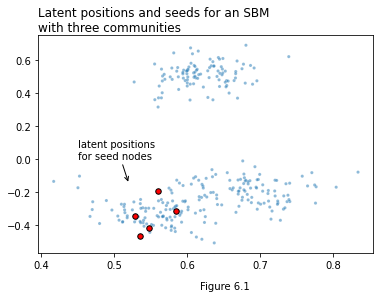 Latent positions and seeds for an SBM
with three communities
0.6
0.4
0.2
0.0
−0.2
−0.4
latent positions
for seed nodes
0.4
0.5
0.6
0.7
0.8
Figure 6.1